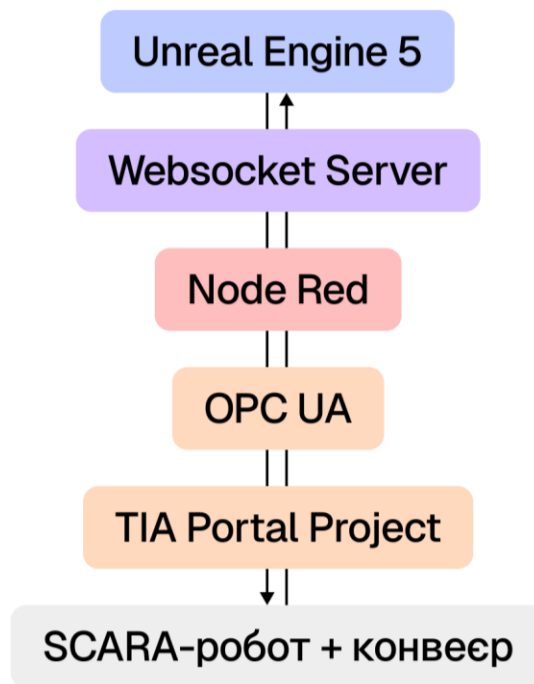 Unreal Engine 5
Websocket Server
Node Red
OPC UA
TIA Portal Project
SCARA-робот + конвеєр